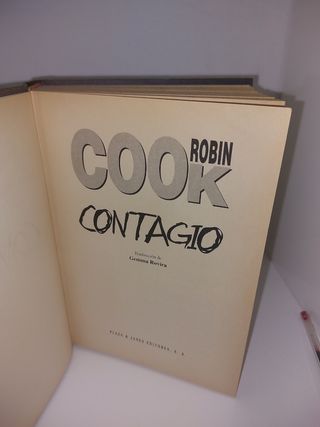 ROBIN
COOK
CONTAGIO
Traducción de
Gemma Rovira
PLAZA & JANES EDITORES, S. A.